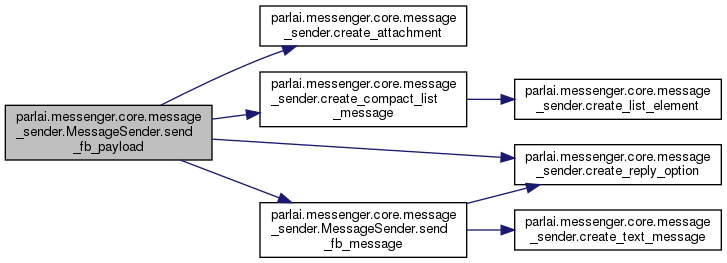 parlai.messenger.core.message
_sender.create_attachment
parlai.messenger.core.message
_sender.create_compact_list
_message
parlai.messenger.core.message
_sender.create_list_element
parlai.messenger.core.message
_sender.MessageSender.send
_fb_payload
parlai.messenger.core.message
_sender.create_reply_option
parlai.messenger.core.message
_sender.MessageSender.send
_fb_message
parlai.messenger.core.message
_sender.create_text_message